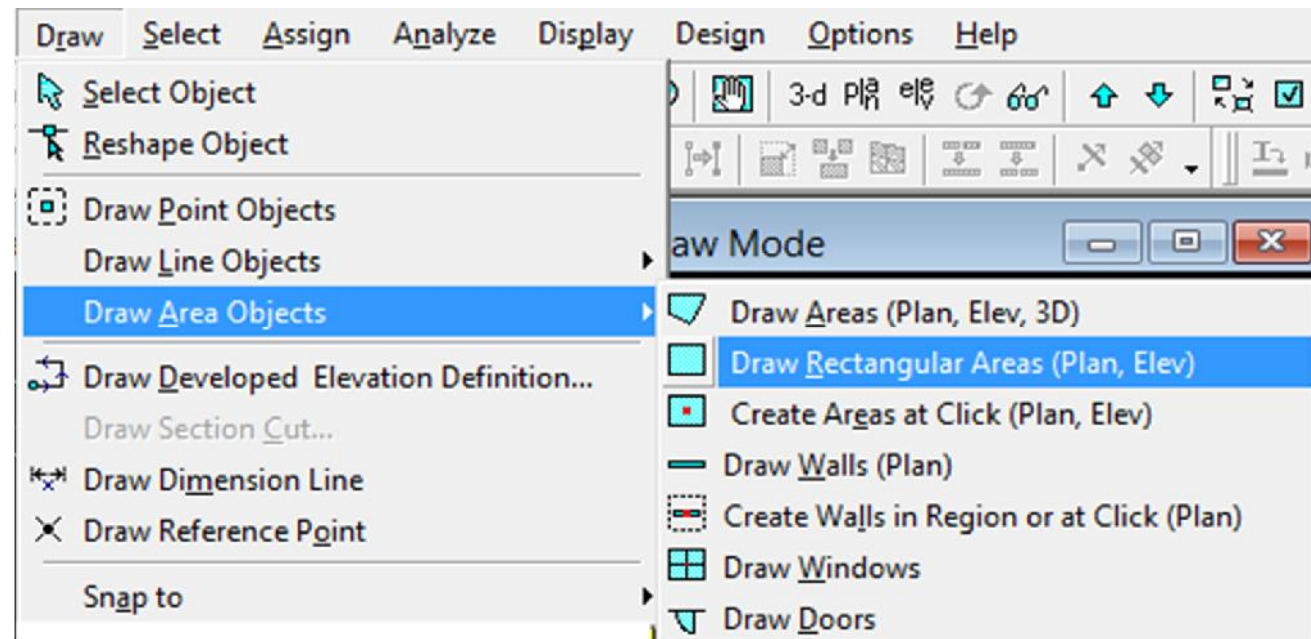 Draw Select Assign Analyze Display Design Options Help
Select Object
Reshape Object
Draw Point Objects
Draw Line Objects
Draw Area Objects
Draw Developed Elevation Definition...
Draw Section Cut...
Draw Dimension Line
Draw Reference Point
Snap to
3-d plan elev
aw Mode
Draw Areas (Plan, Elev, 3D)
Draw Rectangular Areas (Plan, Elev)
Create Areas at Click (Plan, Elev)
Draw Walls (Plan)
Create Walls in Region or at Click (Plan)
Draw Windows
Draw Doors